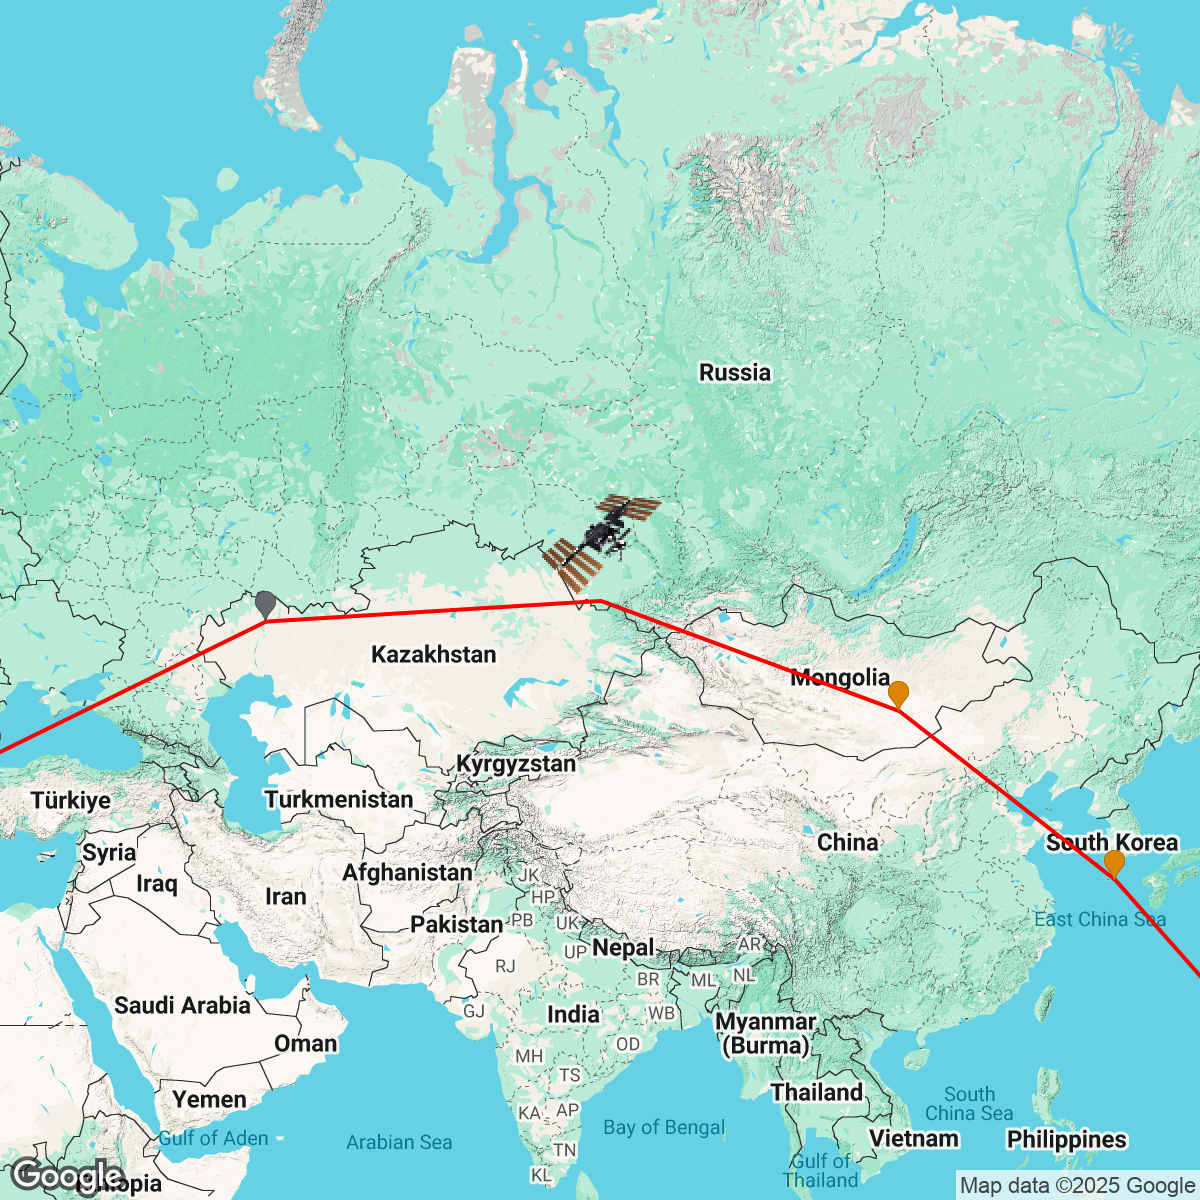 Russia
Kazakhstan
Mongolia
Kyrgyzstan
Türkiye
Turkmenistan
Syria
China
South Korea
Iraq
Iran
Afghanistan
JK
HP
Pakistan
PB
UK
East China Sea
Nepal
UP
AR
RJ
BR
ML
NL
Saudi Arabia
GJ
India
WB
Myanmar
(Burma)
Oman
OD
MH
TS
Thailand
South
China Sea
Yemen
KA
AP
Bay of Bengal
Gulf of Aden
Arabian Sea
TN
Vietnam
Philippines
Gulf of
Thailand
KL
Google
Map data ©2025 Google